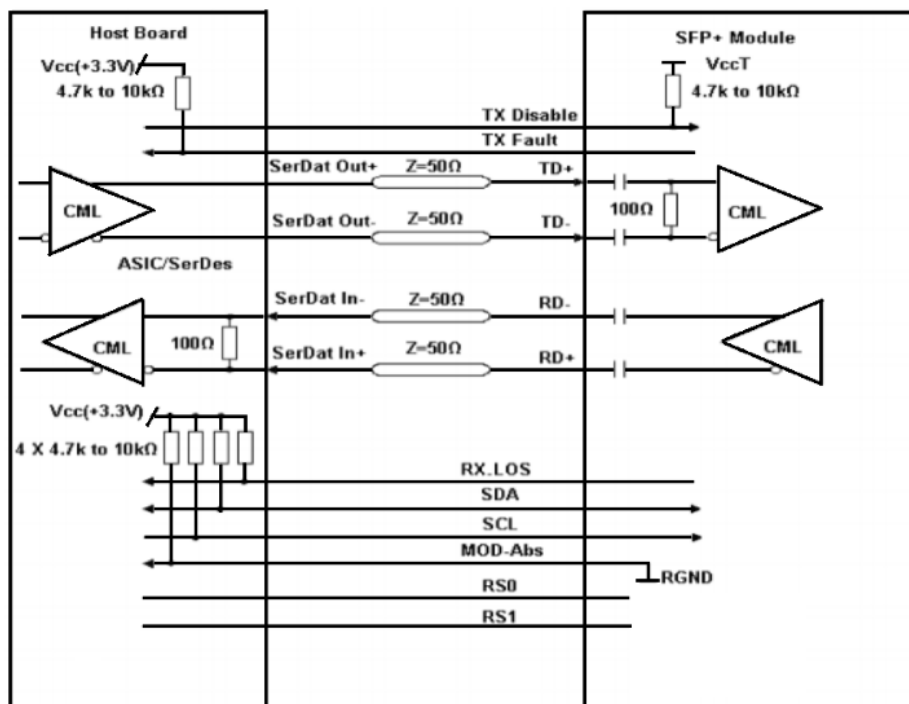 Host Board
SFP+ Module
Vcc(+3.3V)
VccT
4.7k to 10kΩ
4.7k to 10kΩ
TX Disable
TX Fault
SerDat Out+
Z=50Ω
TD+
CML
100Ω
CML
SerDat Out-
Z=50Ω
TD-
ASIC/SerDes
SerDat In-
Z=50Ω
RD-
CML
100Ω
CML
SerDat In+
Z=50Ω
RD+
Vcc(+3.3V)
4 X 4.7k to 10kΩ
RX.LOS
SDA
SCL
MOD-Abs
RGND
RS0
RS1